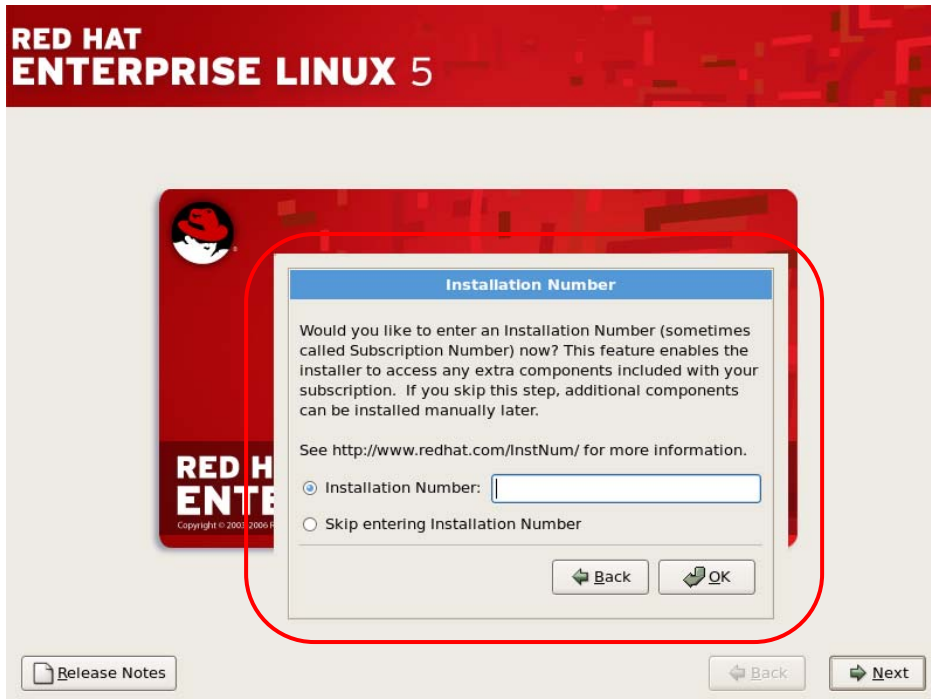 RED HAT
ENTERPRISE LINUX 5
Installation Number
Would you like to enter an Installation Number (sometimes
called Subscription Number) now? This feature enables the
installer to access any extra components included with your
subscription. If you skip this step, additional components
can be installed manually later.
See http://www.redhat.com/InstNum/ for more information.
RED H
ENTE
Copyright © 2003-2006 R
Installation Number:
Skip entering Installation Number
Back
OK
Release Notes
Back
Next